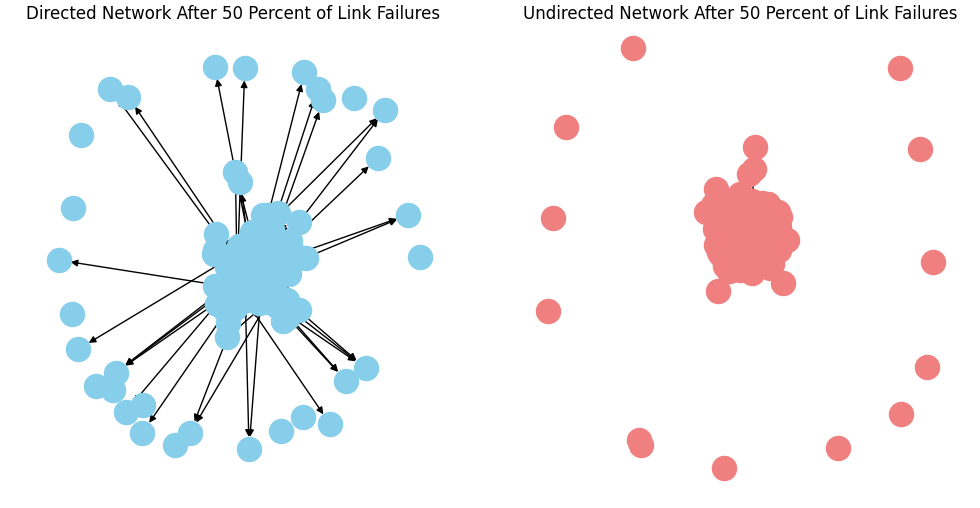 Directed Network After 50 Percent of Link Failures
Undirected Network After 50 Percent of Link Failures